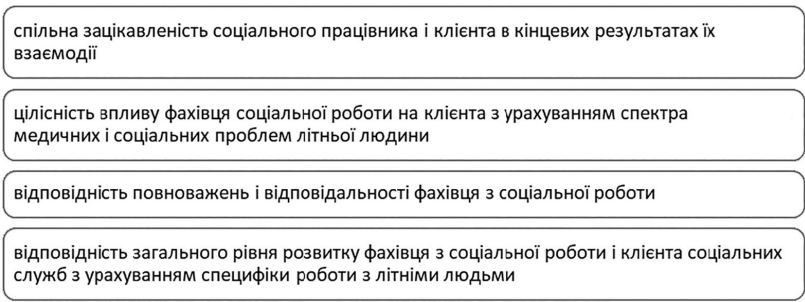 спільна зацікавленість соціального працівника і клієнта в кінцевих результатах їх
взаємодії
цілісність впливу фахівця соціальної роботи на клієнта з урахуванням спектра
медичних і соціальних проблем літньої людини
відповідність повноважень і відповідальності фахівця з соціальної роботи
відповідність загального рівня розвитку фахівця з соціальної роботи і клієнта соціальних
служб з урахуванням специфіки роботи з літніми людьми